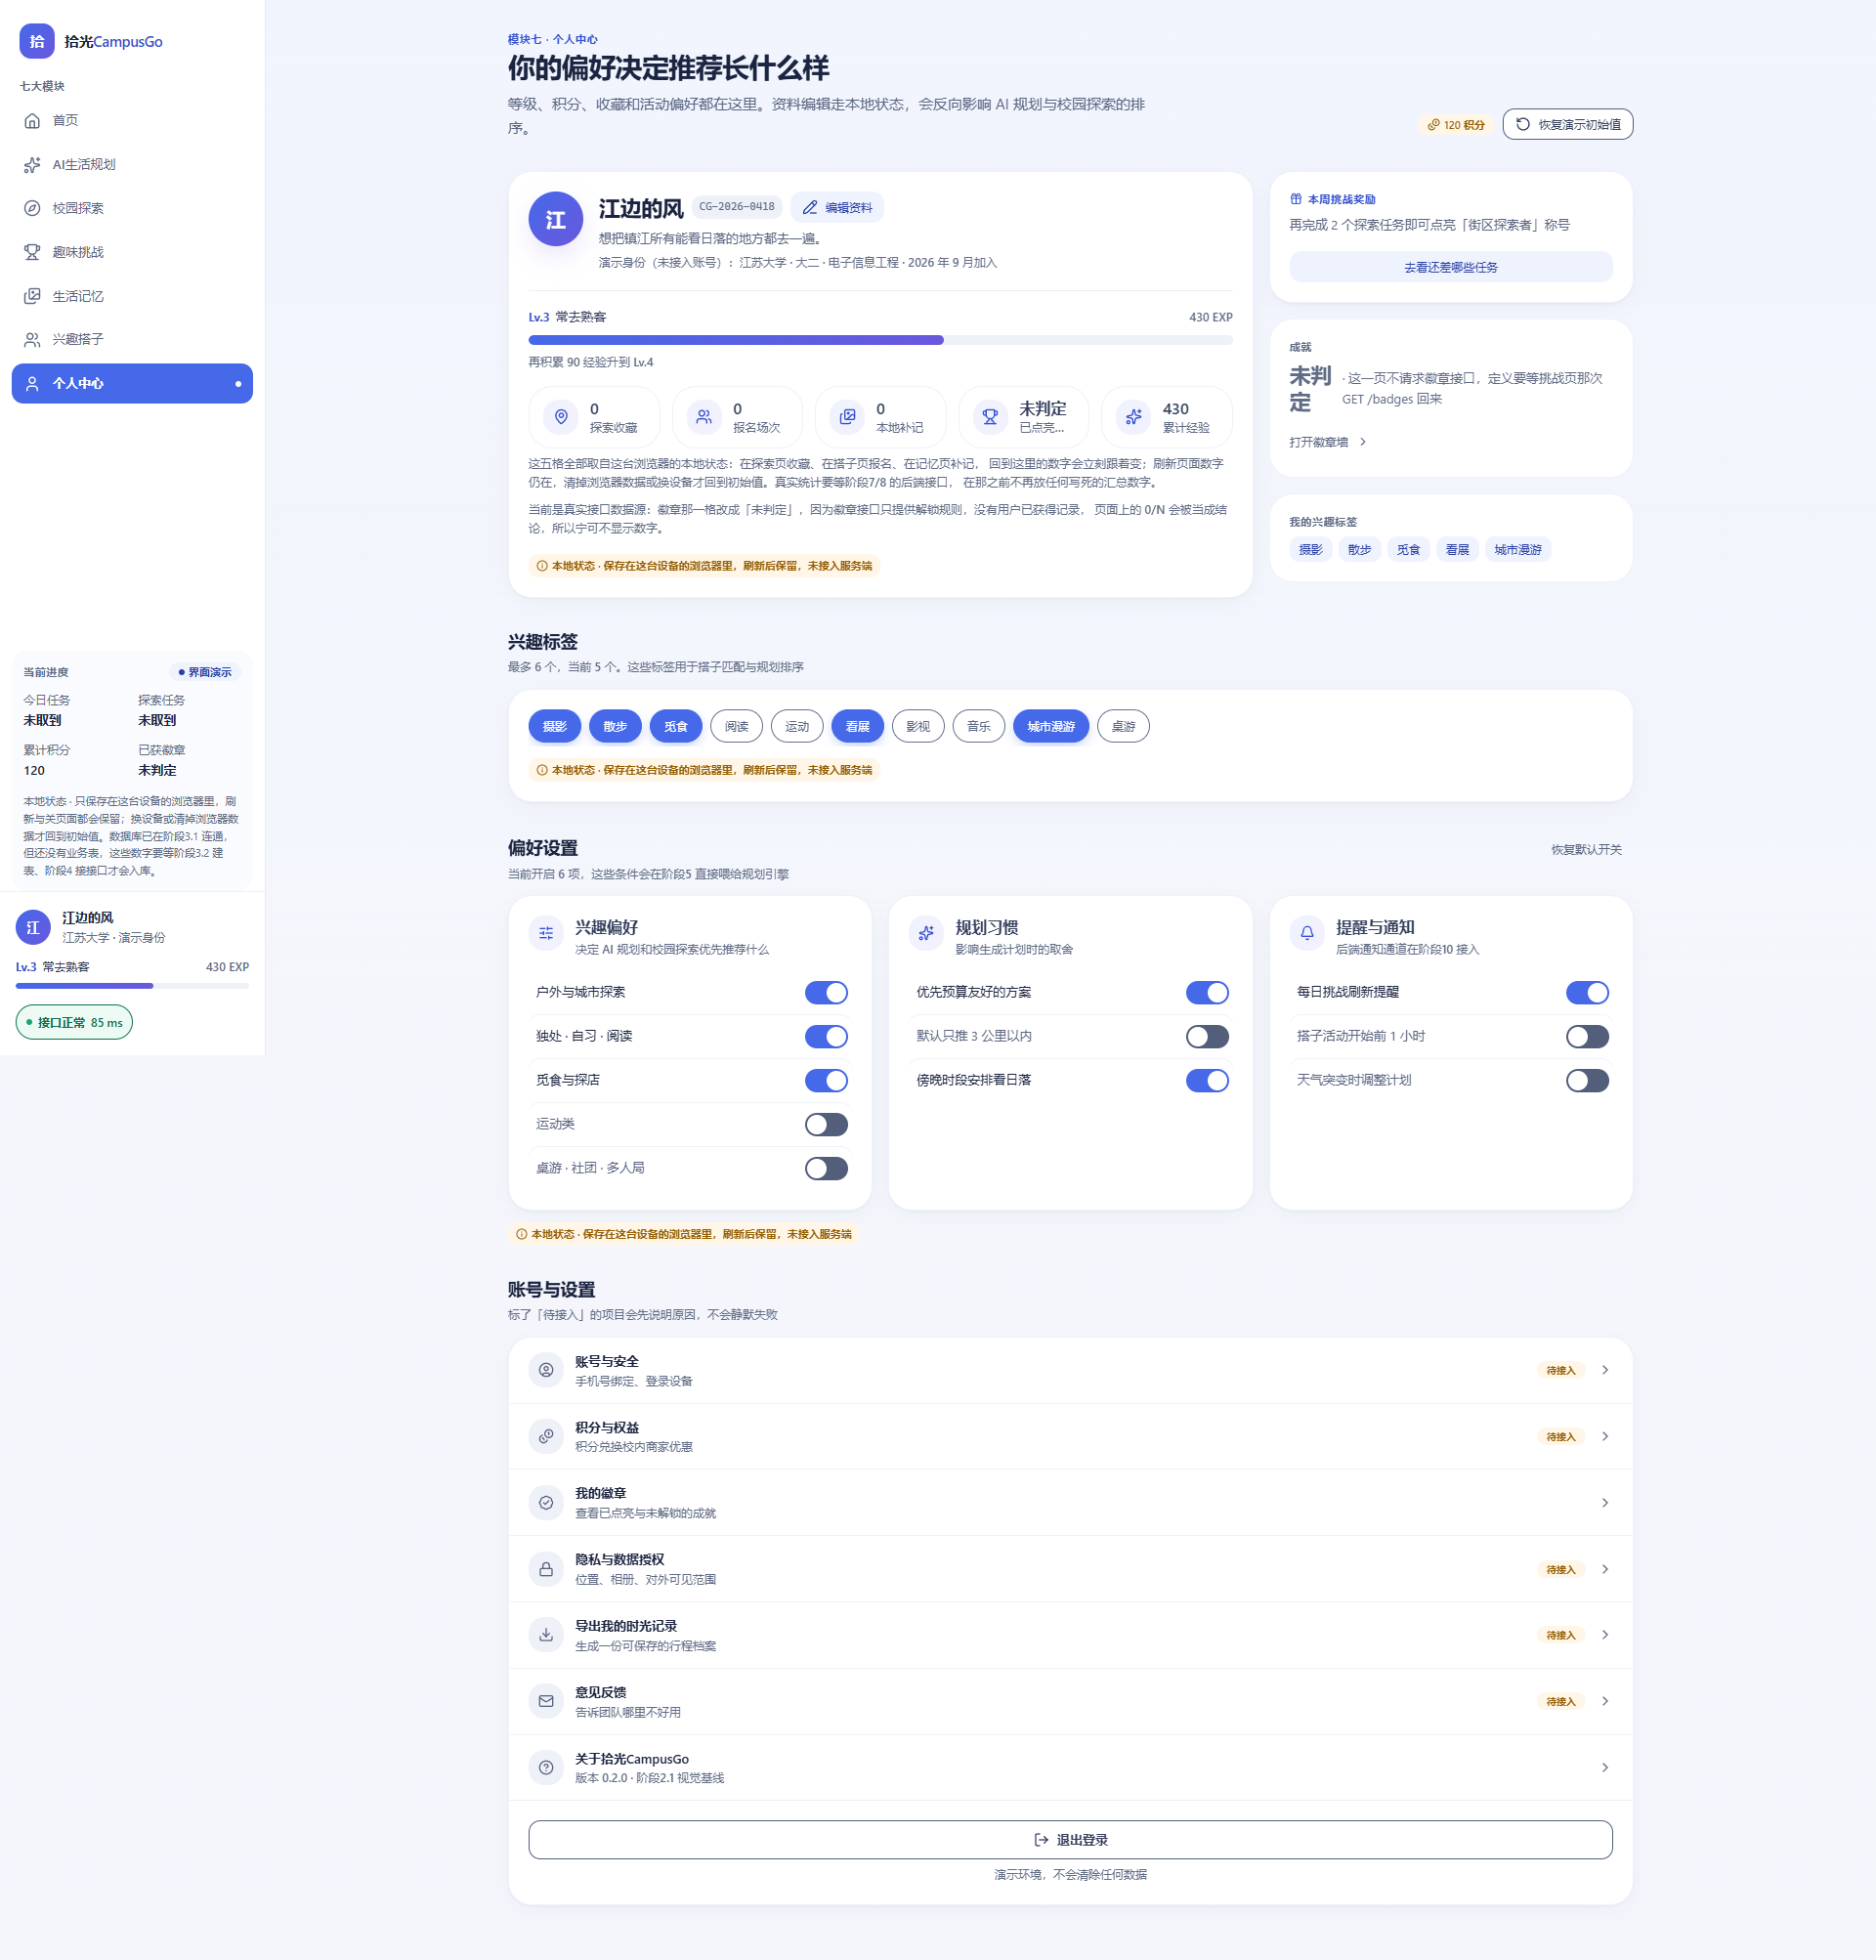 拾
拾光CampusGo
七大模块
首页
AI生活规划
校园探索
趣味挑战
生活记忆
兴趣搭子
个人中心
当前进度
界面演示
今日任务
探索任务
未取到
未取到
累计积分
已获徽章
120
未判定
本地状态 · 只保存在这台设备的浏览器里，刷
新与关页面都会保留；换设备或清掉浏览器数
据才回到初始值。数据库已在阶段3.1 连通，
但还没有业务表，这些数字要等阶段3.2 建
表、阶段4 接接口才会入库。
江
江边的风
江苏大学 · 演示身份
Lv.3 常去熟客
430 EXP
接口正常 85 ms
模块七 · 个人中心
你的偏好决定推荐长什么样
等级、积分、收藏和活动偏好都在这里。资料编辑走本地状态，会反向影响 AI 规划与校园探索的排
序。
120 积分
恢复演示初始值
江
江边的风
CG-2026-0418
编辑资料
想把镇江所有能看日落的地方都去一遍。
演示身份（未接入账号）：江苏大学 · 大二 · 电子信息工程 · 2026 年 9 月加入
Lv.3 常去熟客
430 EXP
再积累 90 经验升到 Lv.4
0
探索收藏
0
报名场次
0
本地补记
未判定
已点亮...
430
累计经验
这五格全部取自这台浏览器的本地状态：在探索页收藏、在搭子页报名、在记忆页补记， 回到这里的数字会立刻跟着变；刷新页面数字
仍在，清掉浏览器数据或换设备才回到初始值。真实统计要等阶段7/8 的后端接口， 在那之前不再放任何写死的汇总数字。
当前是真实接口数据源：徽章那一格改成「未判定」，因为徽章接口只提供解锁规则，没有用户已获得记录， 页面上的 0/N 会被当成结
论，所以宁可不显示数字。
本地状态 · 保存在这台设备的浏览器里，刷新后保留，未接入服务端
本周挑战奖励
再完成 2 个探索任务即可点亮「街区探索者」称号
去看还差哪些任务
成就
未判
定
· 这一页不请求徽章接口，定义要等挑战页那次
GET /badges 回来
打开徽章墙
我的兴趣标签
摄影
散步
觅食
看展
城市漫游
兴趣标签
最多 6 个，当前 5 个。这些标签用于搭子匹配与规划排序
摄影
散步
觅食
阅读
运动
看展
影视
音乐
城市漫游
桌游
本地状态 · 保存在这台设备的浏览器里，刷新后保留，未接入服务端
偏好设置
当前开启 6 项，这些条件会在阶段5 直接喂给规划引擎
恢复默认开关
兴趣偏好
决定 AI 规划和校园探索优先推荐什么
户外与城市探索
独处 · 自习 · 阅读
觅食与探店
运动类
桌游 · 社团 · 多人局
规划习惯
影响生成计划时的取舍
优先预算友好的方案
默认只推 3 公里以内
傍晚时段安排看日落
提醒与通知
后端通知通道在阶段10 接入
每日挑战刷新提醒
搭子活动开始前 1 小时
天气突变时调整计划
本地状态 · 保存在这台设备的浏览器里，刷新后保留，未接入服务端
账号与设置
标了「待接入」的项目会先说明原因，不会静默失败
账号与安全
手机号绑定、登录设备
待接入
积分与权益
积分兑换校内商家优惠
待接入
我的徽章
查看已点亮与未解锁的成就
隐私与数据授权
位置、相册、对外可见范围
待接入
导出我的时光记录
生成一份可保存的行程档案
待接入
意见反馈
告诉团队哪里不好用
待接入
关于拾光CampusGo
版本 0.2.0 · 阶段2.1 视觉基线
退出登录
演示环境，不会清除任何数据